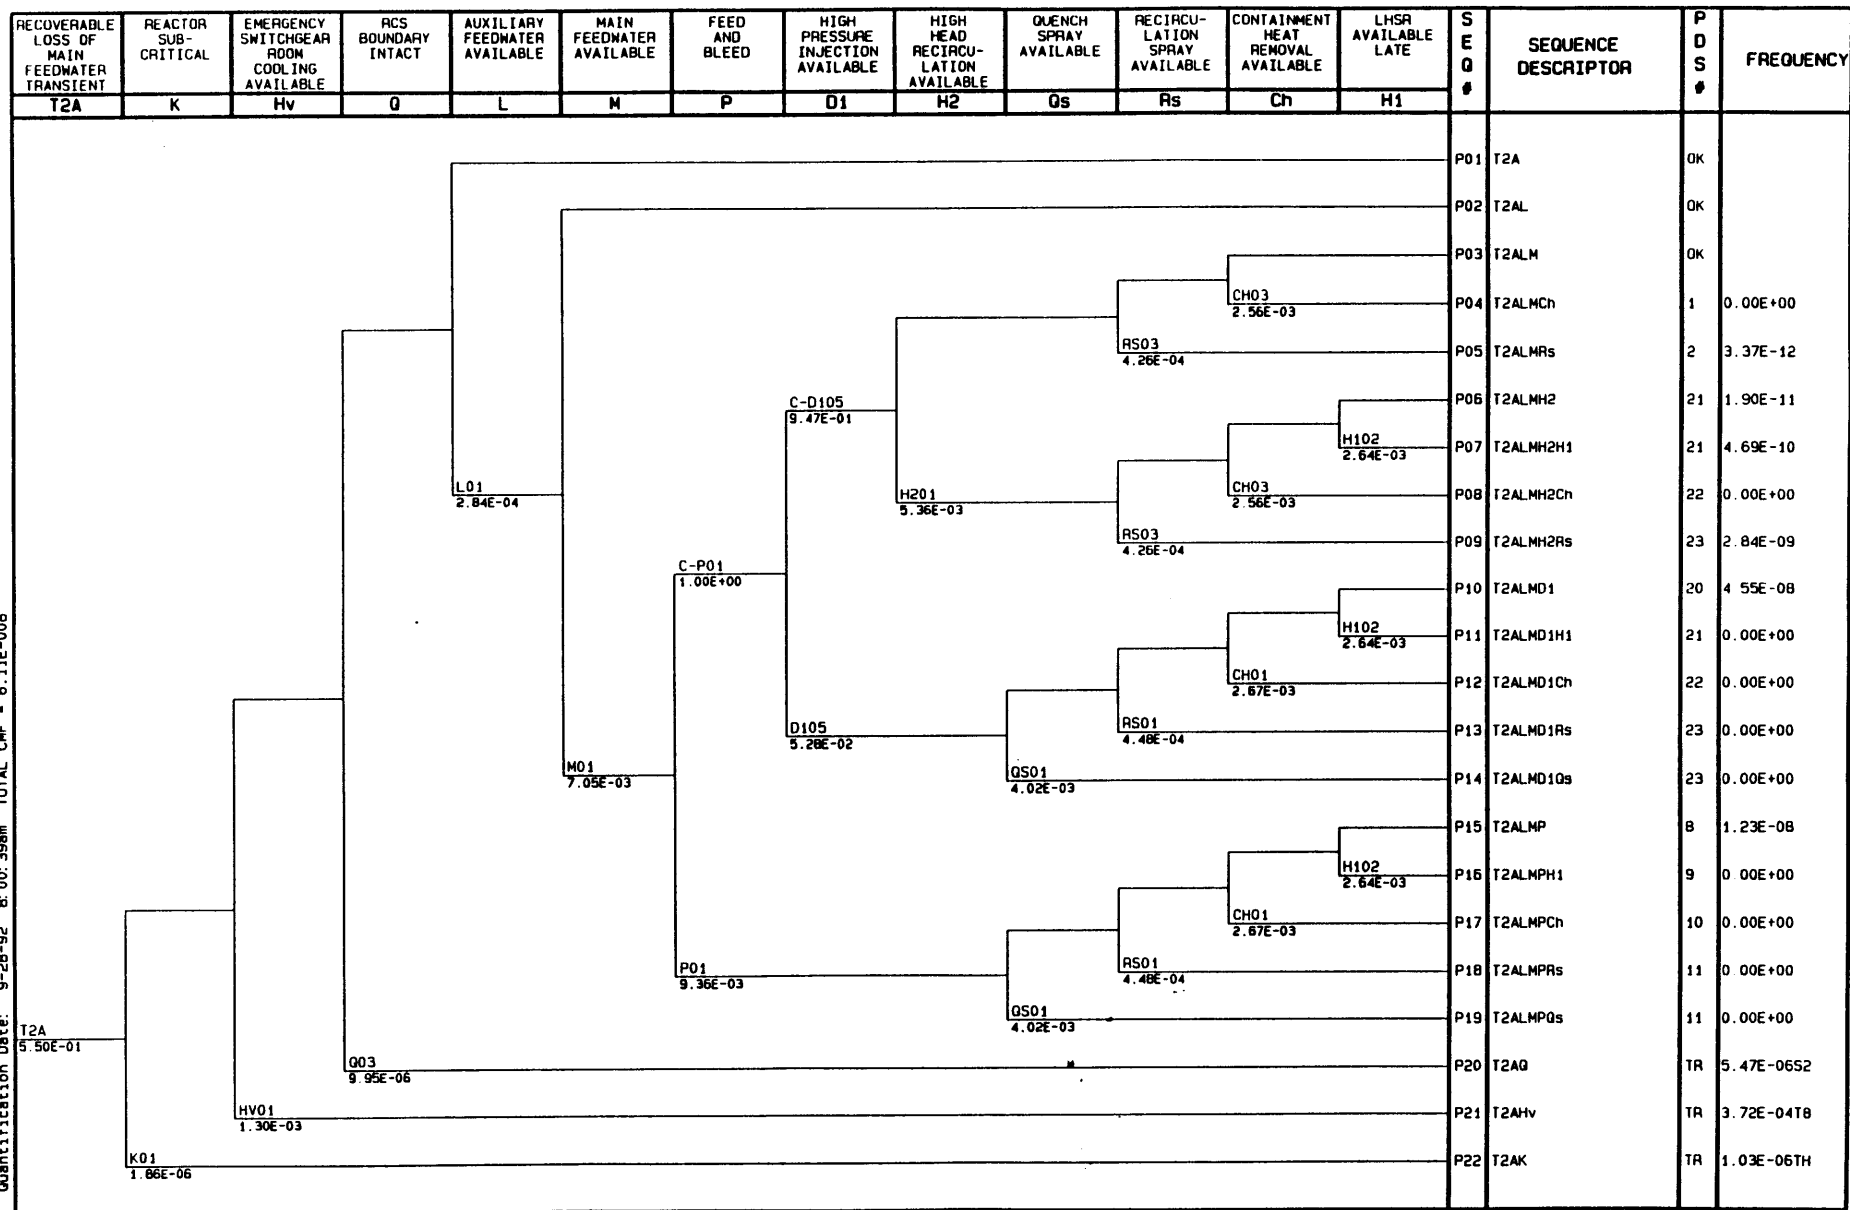 RECOVERABLE LOSS OF MAIN FEEDWATER TRANSIENT
REACTOR SUB- CRITICAL
EMERGENCY SWITCHGEAR ROOM COOLING AVAILABLE
RCS BOUNDARY INTACT
AUXILIARY FEEDWATER AVAILABLE
MAIN FEEDWATER AVAILABLE
FEED AND BLEED
HIGH PRESSURE INJECTION AVAILABLE
HIGH HEAD RECIRCU- LATION AVAILABLE
QUENCH SPRAY AVAILABLE
RECIRCU- LATION SPRAY AVAILABLE
CONTAINMENT HEAT REMOVAL AVAILABLE
LHSR AVAILABLE LATE
SEQ#
SEQUENCE DESCRIPTOR
PDS#
FREQUENCY
T2A K Hv Q L M P D1 H2 Qs Rs Ch H1
P01 T2A OK
P02 T2AL OK
P03 T2ALM OK
CH03
2.56E-03
P04 T2ALMCh 1 0.00E+00
RS03
4.26E-04
P05 T2ALMRs 2 3.37E-12
C-D105
9.47E-01
P06 T2ALMH2 21 1.90E-11
H102
2.64E-03
P07 T2ALMH2H1 21 4.69E-10
L01
2.84E-04
H201
5.36E-03
CH03
2.56E-03
P08 T2ALMH2Ch 22 0.00E+00
RS03
4.26E-04
P09 T2ALMH2Rs 23 2.84E-09
C-P01
1.00E+00
P10 T2ALMD1 20 4 55E-08
H102
2.64E-03
P11 T2ALMD1H1 21 0.00E+00
CH01
2.67E-03
P12 T2ALMD1Ch 22 0.00E+00
D105
5.28E-02
RS01
4.48E-04
P13 T2ALMD1Rs 23 0.00E+00
M01
7.05E-03
QS01
4.02E-03
P14 T2ALMD1Qs 23 0.00E+00
P15 T2ALMP 8 1.23E-08
H102
2.64E-03
P16 T2ALMPH1 9 0 00E+00
CH01
2.67E-03
P17 T2ALMPCh 10 0.00E+00
P01
9.36E-03
RS01
4.48E-04
P18 T2ALMPRs 11 0 00E+00
QS01
4.02E-03
P19 T2ALMPQs 11 0.00E+00
T2A
5.50E-01
Q03
9.95E-06
P20 T2AQ TR 5.47E-06S2
HV01
1.30E-03
P21 T2AHv TR 3.72E-04T8
K01
1.86E-06
P22 T2AK TR 1.03E-06TH
Quantification Date: 9-28-92 8:00:39am TOTAL CMF =